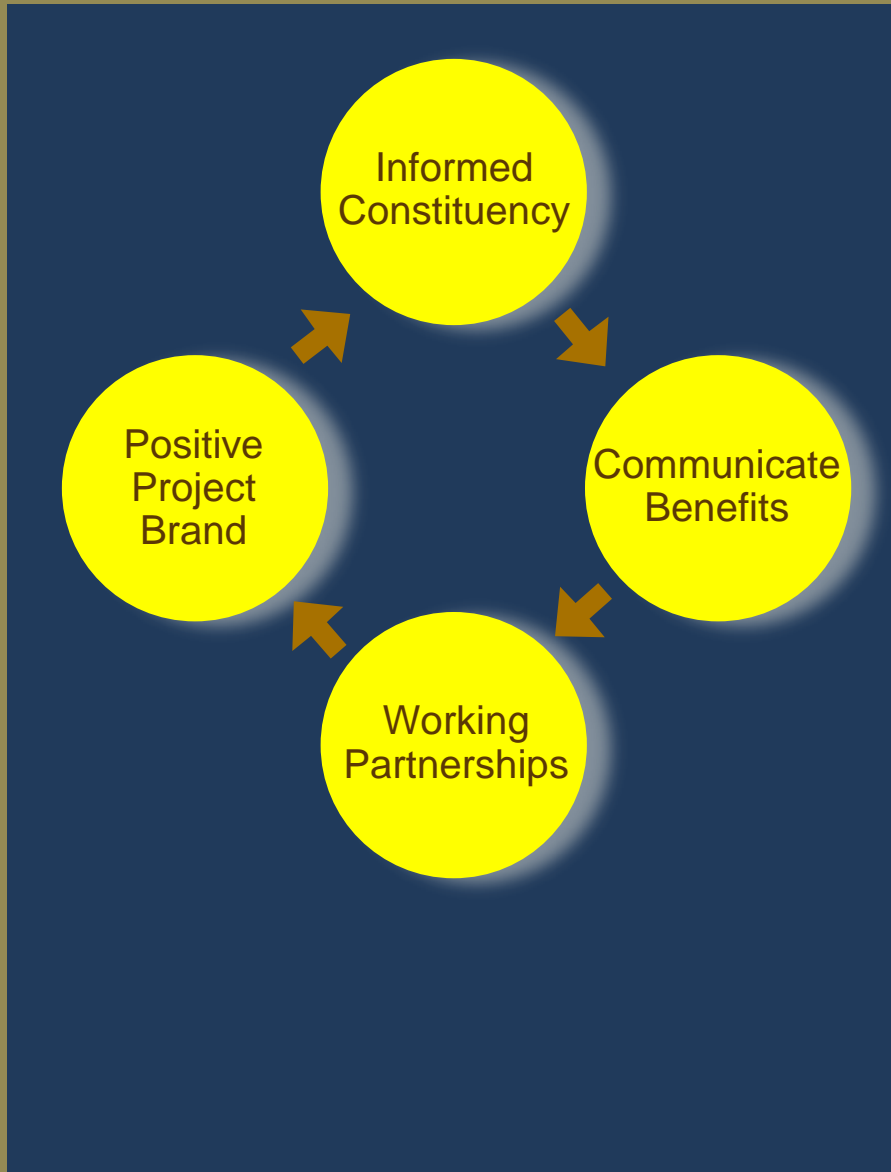 Informed
Constituency
Communicate
Benefits
Working
Partnerships
Positive
Project
Brand